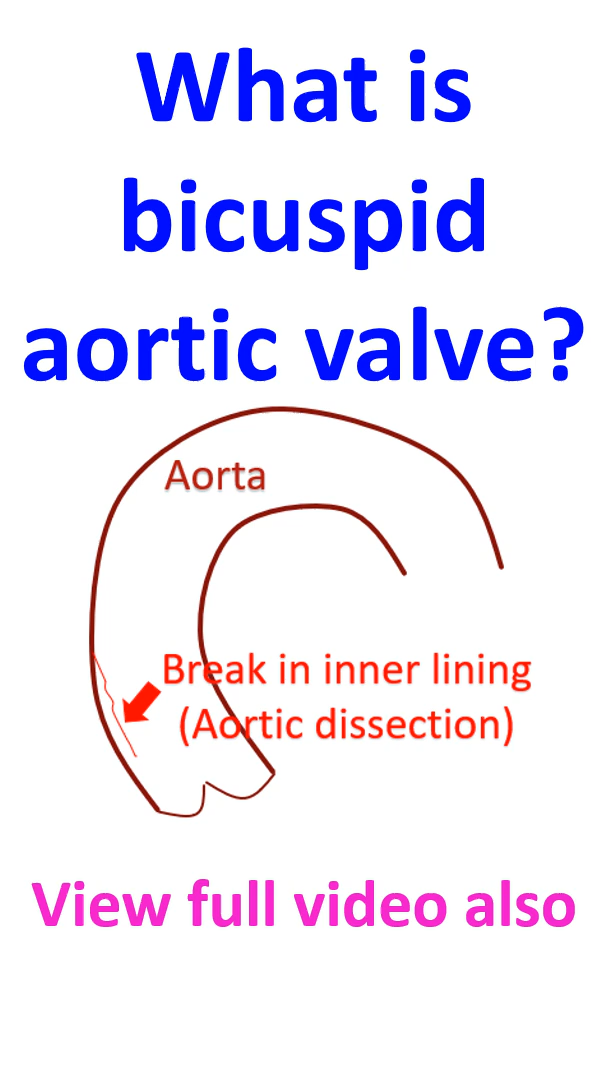 What is
bicuspid
aortic valve?
Aorta
Break in inner lining
(Aortic dissection)
View full video also